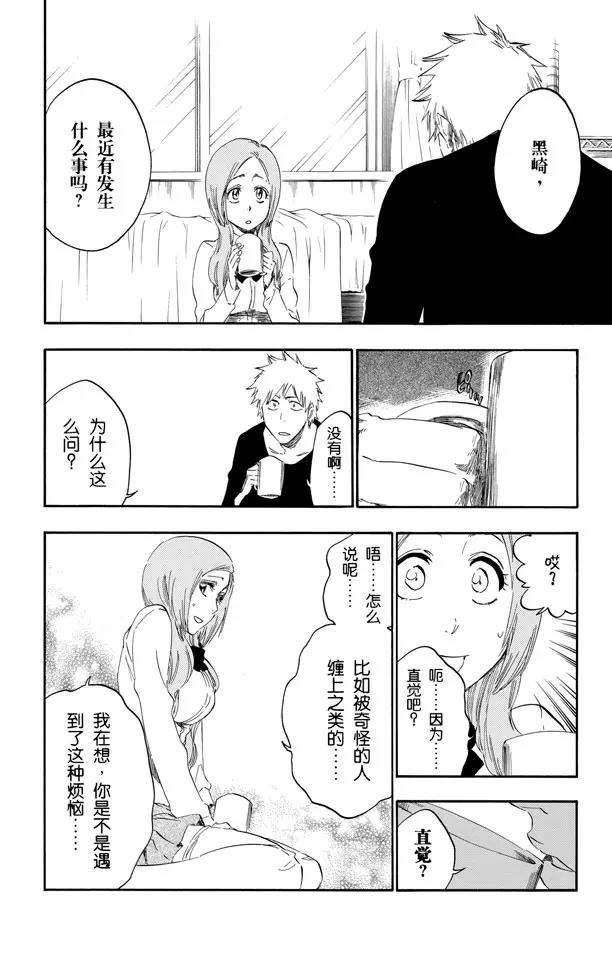 黑崎，
最近有发生
什么事吗？
没有啊……
为什么这
么问？
哎？
呃……因为
直觉吧？
直觉？
唔……怎么
说呢……
比如被奇怪的人
缠上之类的……
我在想，你是不是遇
到了这种烦恼……